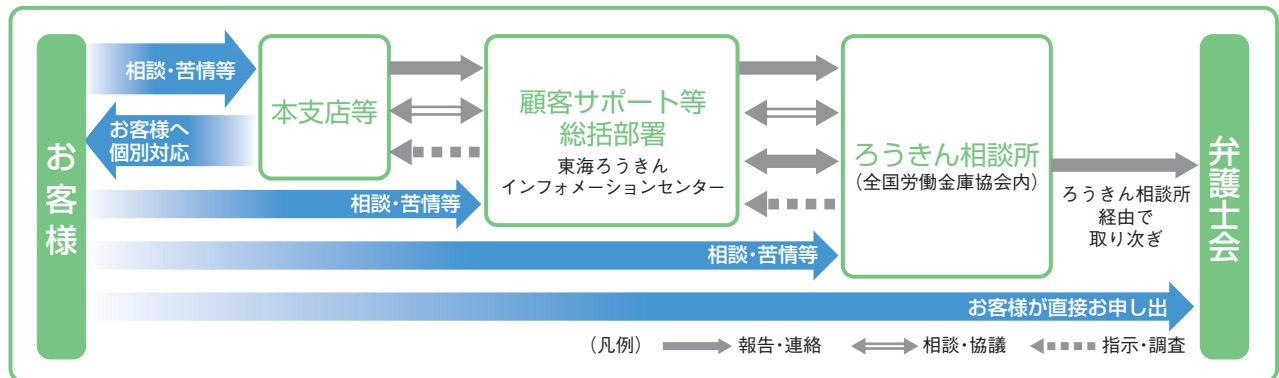 お客様
相談・苦情等
お客様へ
個別対応
本支店等
顧客サポート等
総括部署
東海ろうきん
インフォメーションセンター
相談・苦情等
ろうきん相談所
(全国労働金庫協会内)
相談・苦情等
ろうきん相談所
経由で
取り次ぎ
弁護士会
お客様が直接お申し出
(凡例) 報告・連絡 相談・協議 指示・調査